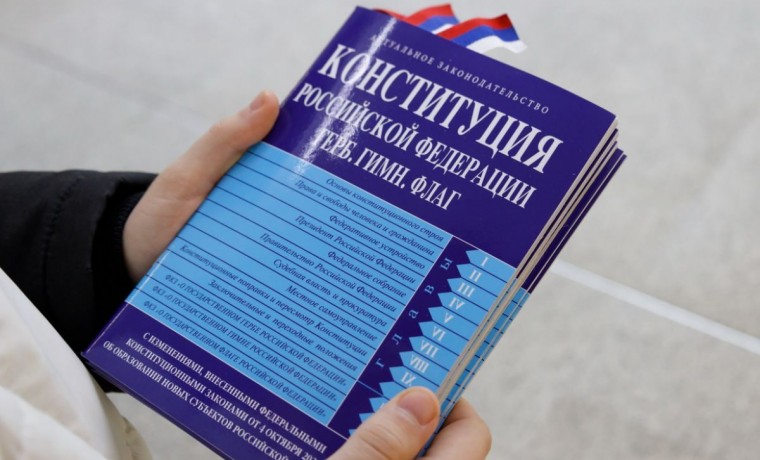 АКТУАЛЬНОЕ ЗАКОНОДАТЕЛЬСТВО
КОНСТИТУЦИЯ
РОССИЙСКОЙ ФЕДЕРАЦИИ
ГЕРБ, ГИМН, ФЛАГ
Основы конституционного строя
Права и свободы человека и гражданина
Федеративное устройство
Президент Российской Федерации
Федеральное собрание
Правительство Российской Федерации
Судебная власть и прокуратура
Местное самоуправление
Конституционные поправки и пересмотр Конституции
Заключительные и переходные положения
ФКЗ «О ГОСУДАРСТВЕННОМ ГЕРБЕ РОССИЙСКОЙ ФЕДЕРАЦИИ»
ФКЗ «О ГОСУДАРСТВЕННОМ ГИМНЕ РОССИЙСКОЙ ФЕДЕРАЦИИ»
ФКЗ «О ГОСУДАРСТВЕННОМ ФЛАГЕ РОССИЙСКОЙ ФЕДЕРАЦИИ»
главы
I
II
III
IV
V
VI
VII
VIII
IX
С ИЗМЕНЕНИЯМИ, ВНЕСЕННЫМИ ФЕДЕРАЛЬНЫМИ
КОНСТИТУЦИОННЫМИ ЗАКОНАМИ ОТ 4 ОКТЯБРЯ
ОБ ОБРАЗОВАНИИ НОВЫХ СУБЪЕКТОВ РОССИЙСКОЙ